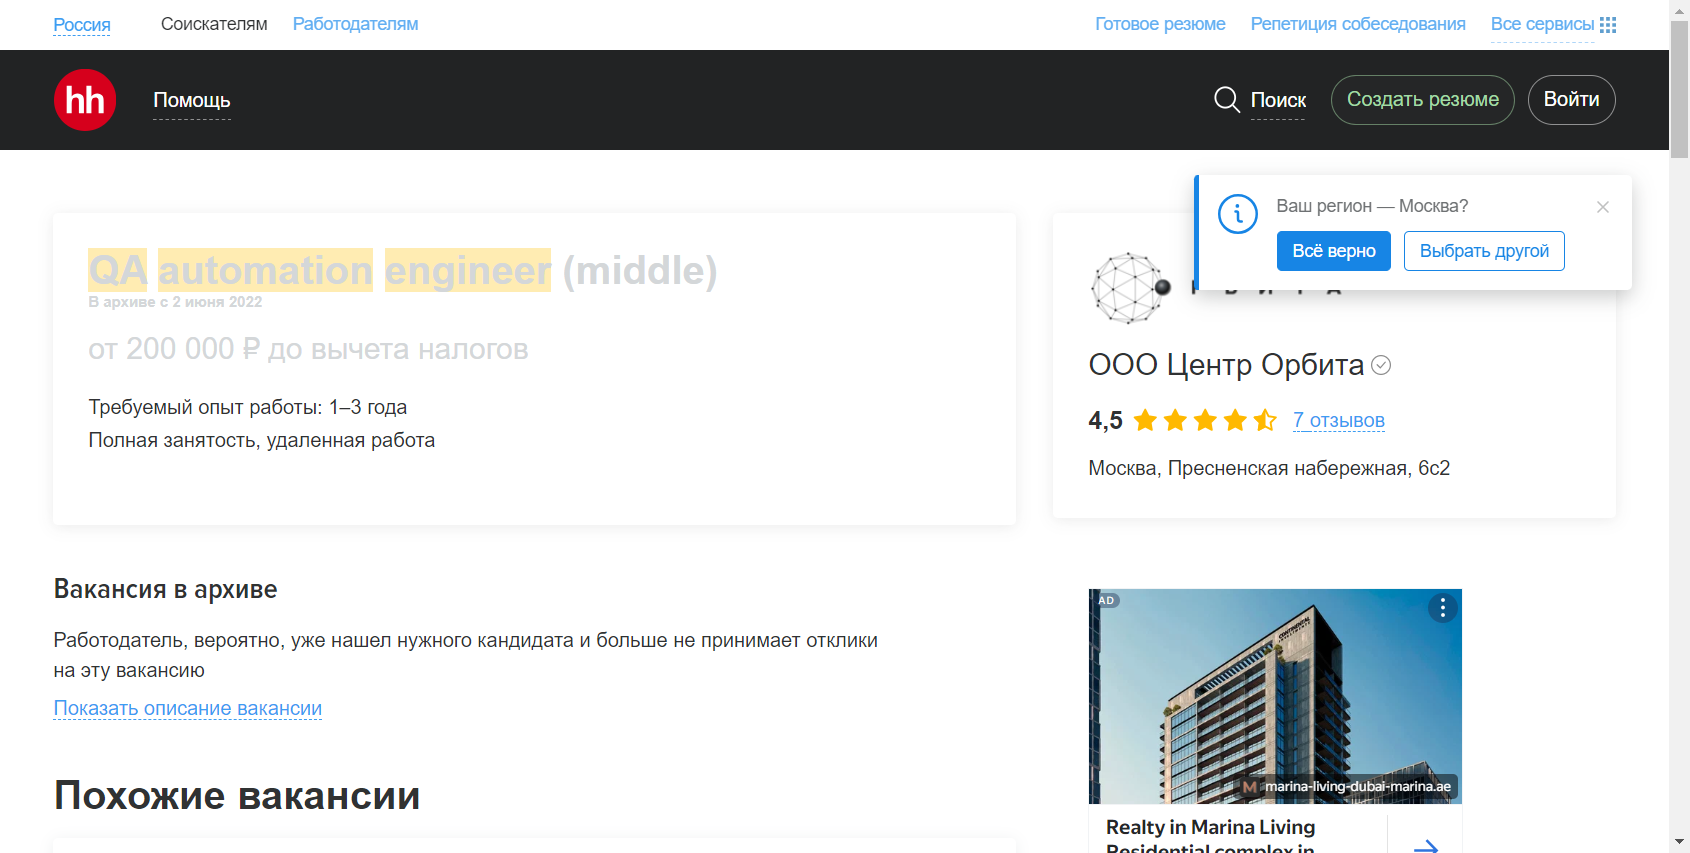 Россия Соискателям Работодателям Готовое резюме Репетиция собеседования Все сервисы
hh Помощь Поиск Создать резюме Войти
Ваш регион — Москва?
Всё верно Выбрать другой
QA automation engineer (middle)
В архиве с 2 июня 2022
от 200 000 ₽ до вычета налогов
Требуемый опыт работы: 1–3 года
Полная занятость, удаленная работа
ООО Центр Орбита
4,5 7 отзывов
Москва, Пресненская набережная, 6с2
Вакансия в архиве
Работодатель, вероятно, уже нашел нужного кандидата и больше не принимает отклики
на эту вакансию
Показать описание вакансии
Похожие вакансии
AD
CONTINENTAL
marina-living-dubai-marina.ae
Realty in Marina Living
Residential complex in